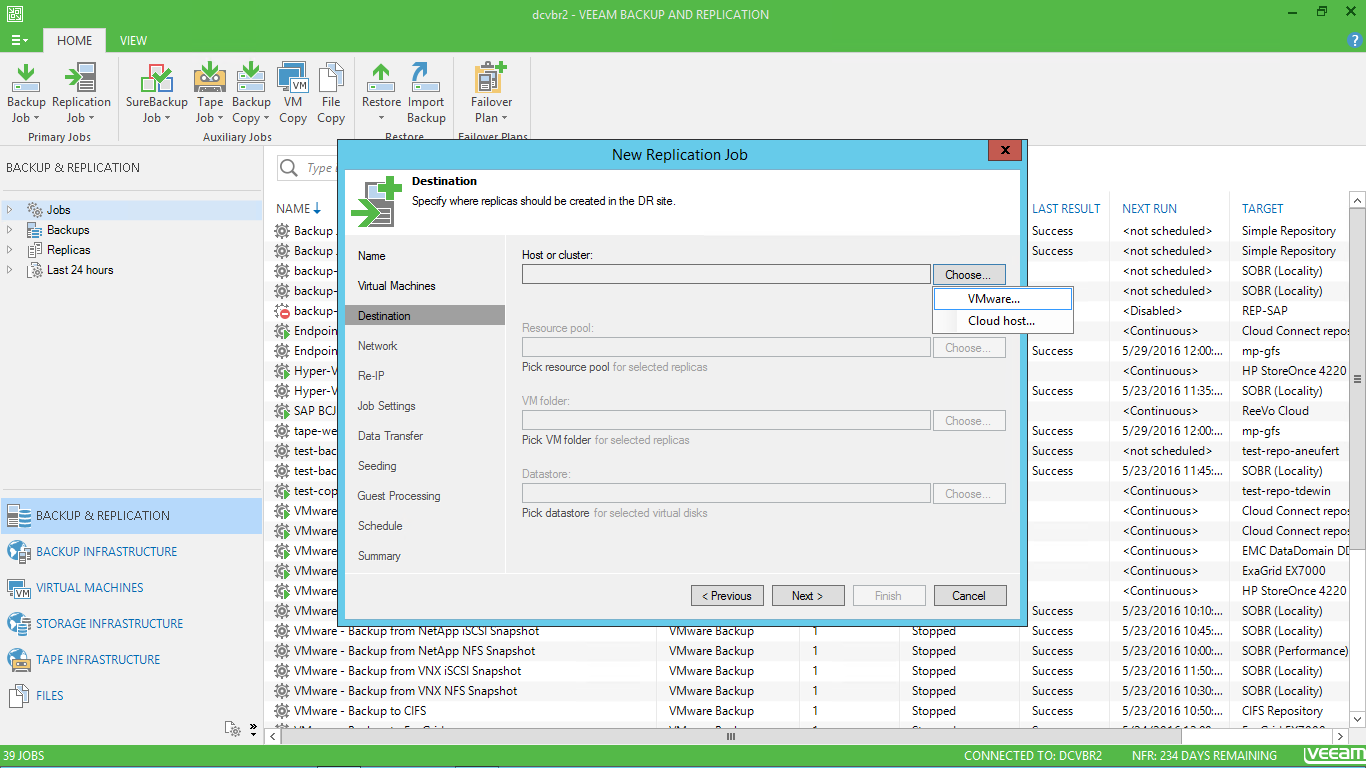 dcvbr2 - VEEAM BACKUP AND REPLICATION
HOME VIEW
Backup Job
Replication Job
SureBackup Job
Tape Job
Backup Copy
VM Copy
File Copy
Restore
Import Backup
Failover Plan
Primary Jobs
Auxiliary Jobs
Restore
Failover Plans
BACKUP & REPLICATION
Jobs
Backups
Replicas
Last 24 hours
BACKUP & REPLICATION
BACKUP INFRASTRUCTURE
VIRTUAL MACHINES
STORAGE INFRASTRUCTURE
TAPE INFRASTRUCTURE
FILES
New Replication Job
X
Destination
Specify where replicas should be created in the DR site.
Name
Virtual Machines
Destination
Network
Re-IP
Job Settings
Data Transfer
Seeding
Guest Processing
Schedule
Summary
Host or cluster:
Choose...
VMware...
Cloud host...
Resource pool:
Choose...
Pick resource pool for selected replicas
VM folder:
Choose...
Pick VM folder for selected replicas
Datastore:
Choose...
Pick datastore for selected virtual disks
< Previous Next > Finish Cancel
Type
NAME LAST RESULT NEXT RUN TARGET
Backup Success <not scheduled> Simple Repository
Backup Success <not scheduled> Simple Repository
backup- <not scheduled> SOBR (Locality)
backup- Success <not scheduled> SOBR (Locality)
backup- <Disabled> REP-SAP
Endpoin <Continuous> Cloud Connect repos
Endpoin Success 5/29/2016 12:00:... mp-gfs
Hyper-V <Continuous> HP StoreOnce 4220
Hyper-V Success 5/23/2016 11:35:... SOBR (Locality)
SAP BCJ <Continuous> ReeVo Cloud
tape-we Success 5/29/2016 12:00:... mp-gfs
test-bac Success <not scheduled> test-repo-aneufert
test-bac Success 5/23/2016 11:45:... SOBR (Locality)
test-cop <Continuous> test-repo-tdewin
VMware <Continuous> Cloud Connect repos
VMware <Continuous> Cloud Connect repos
VMware <Continuous> EMC DataDomain DD
VMware <Continuous> ExaGrid EX7000
VMware <Continuous> HP StoreOnce 4220
VMware Success 5/23/2016 10:10:... SOBR (Locality)
VMware - Backup from NetApp iSCSI Snapshot VMware Backup 1 Stopped Success 5/23/2016 10:45:... SOBR (Locality)
VMware - Backup from NetApp NFS Snapshot VMware Backup 1 Stopped Success 5/23/2016 10:00:... SOBR (Performance)
VMware - Backup from VNX iSCSI Snapshot VMware Backup 1 Stopped Success 5/23/2016 11:50:... SOBR (Locality)
VMware - Backup from VNX NFS Snapshot VMware Backup 1 Stopped Success 5/23/2016 10:30:... SOBR (Locality)
VMware - Backup to CIFS VMware Backup 1 Stopped Success 5/23/2016 10:50:... CIFS Repository
39 JOBS CONNECTED TO: DCVBR2 NFR: 234 DAYS REMAINING veeam